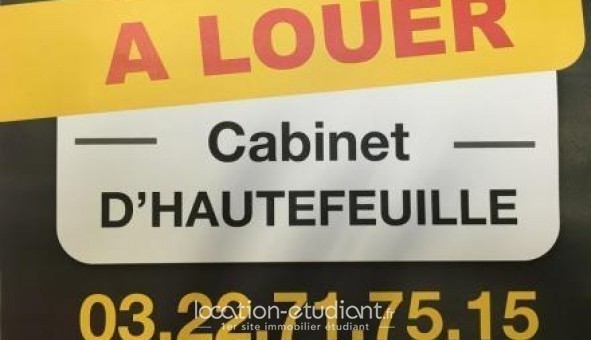 A LOUER
Cabinet
D'HAUTEFEUILLE
03.22.71.75.15
location-etudiant.fr
1er site immobilier étudiant